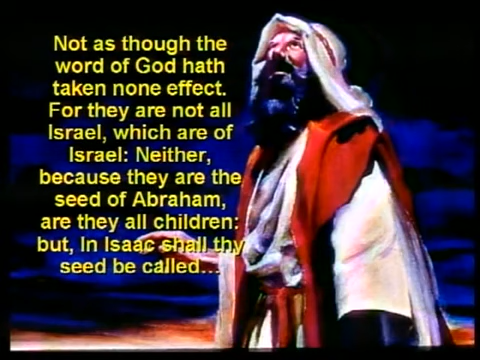 Not as though the
word of God hath
taken none effect.
For they are not all
Israel, which are of
Israel: Neither,
because they are the
seed of Abraham,
are they all children:
but, In Isaac shall thy
seed be called...